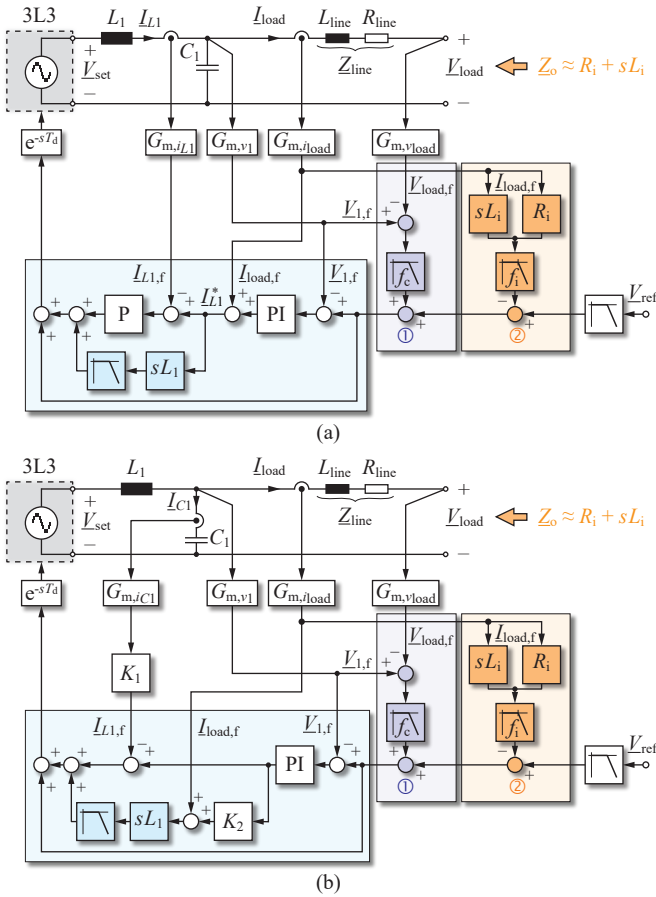 3L3 L₁ I_L1 I_load L_line R_line
+ C₁ +
V_set Z_line V_load Z_o ≈ R_i + sL_i
− −
e^-sT_d G_m,iL1 G_m,v1 G_m,iload G_m,vload
V_load,f I_load,f
− sL_i R_i
V_1,f +
I_L1,f I_load,f V_1,f f_c f_i
− + I*_L1 + + − + + − V_ref
+ + P PI + +
+ + ① ②
sL₁
(a)
3L3 L₁ I_load L_line R_line
+ I_C1 +
V_set C₁ Z_line V_load Z_o ≈ R_i + sL_i
− −
e^-sT_d G_m,iC1 G_m,v1 G_m,iload G_m,vload
V_load,f I_load,f
− sL_i R_i
K₁ V_1,f +
I_L1,f I_load,f V_1,f f_c f_i
− + − + + − V_ref
+ + PI + +
+ + + + ① ②
sL₁ K₂
(b)